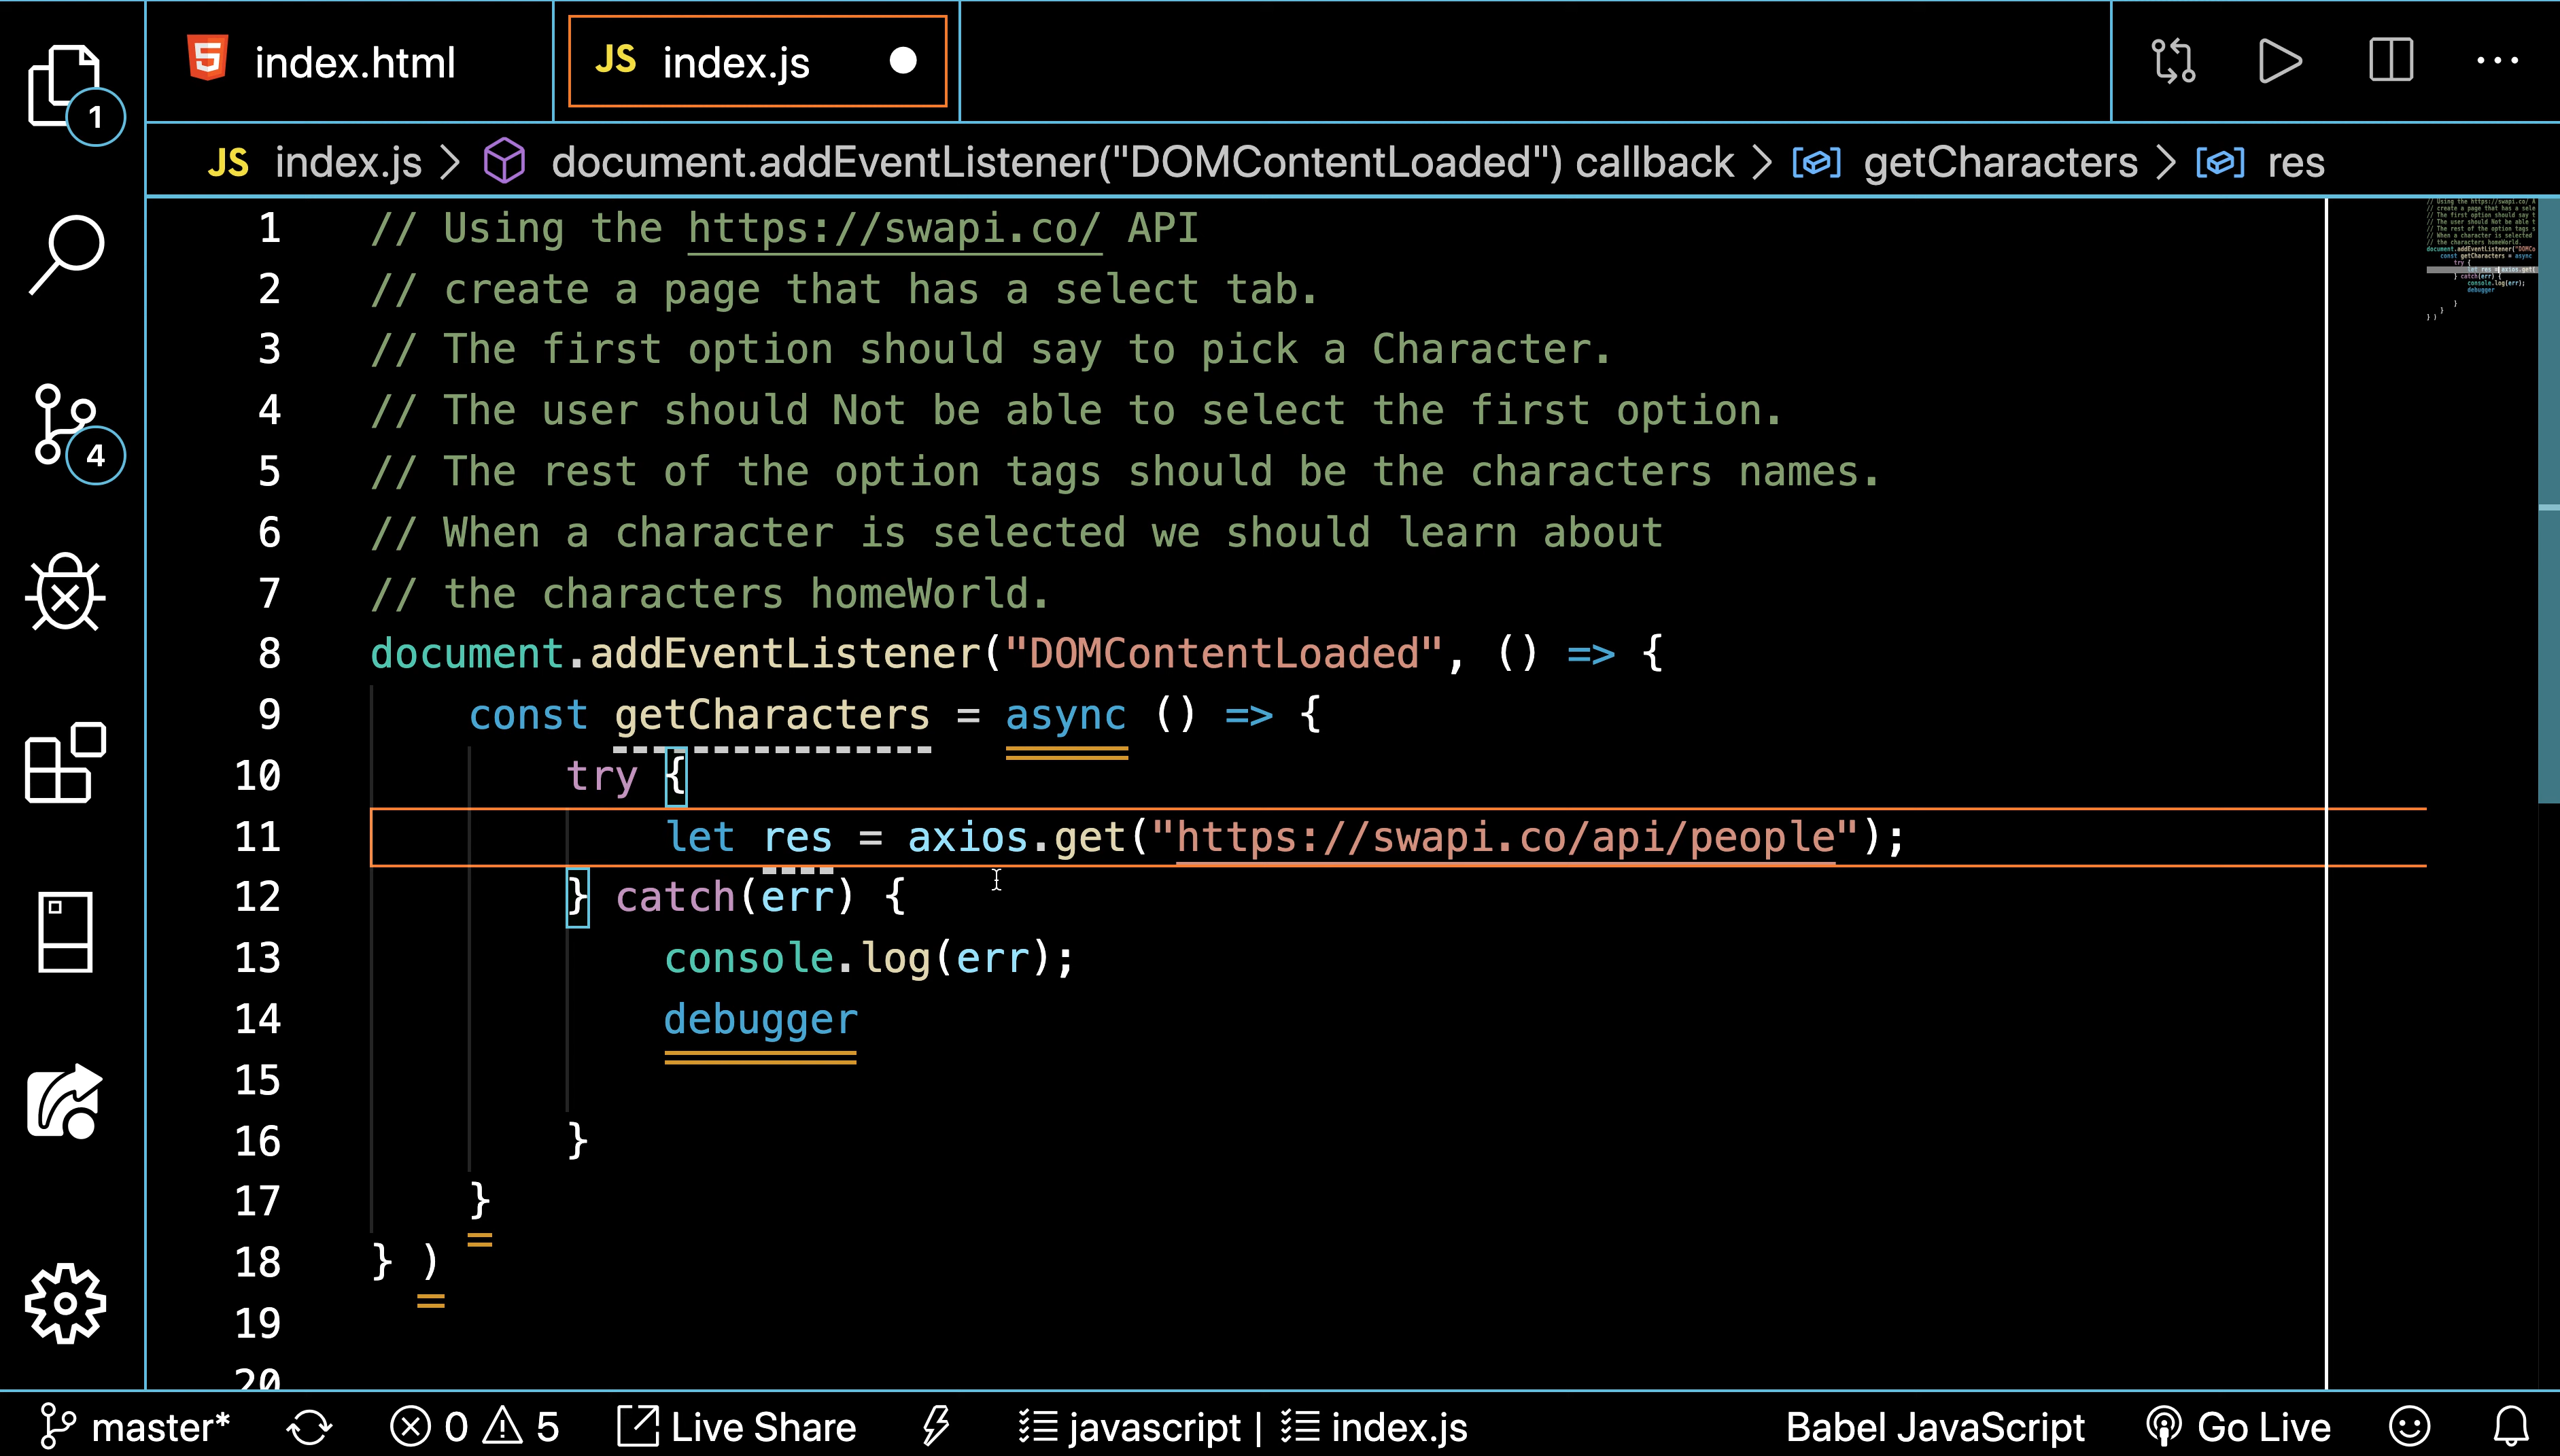 index.html
JS index.js
1
JS index.js > document.addEventListener("DOMContentLoaded") callback > getCharacters > res
4
1 // Using the https://swapi.co/ API
2 // create a page that has a select tab.
3 // The first option should say to pick a Character.
4 // The user should Not be able to select the first option.
5 // The rest of the option tags should be the characters names.
6 // When a character is selected we should learn about
7 // the characters homeWorld.
8 document.addEventListener("DOMContentLoaded", () => {
9 const getCharacters = async () => {
10 try {
11 let res = axios.get("https://swapi.co/api/people");
12 } catch(err) {
13 console.log(err);
14 debugger
15
16 }
17 }
18 } )
19
20
master* 0 5 Live Share javascript | index.js Babel JavaScript Go Live